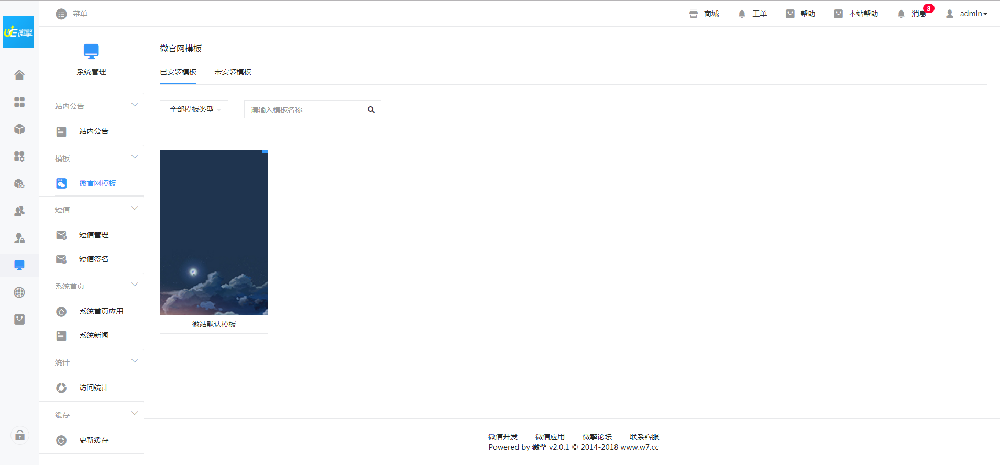 微擎
菜单
商城
工单
帮助
本站帮助
消息
3
admin
系统管理
站内公告
站内公告
模板
微官网模板
短信
短信管理
短信签名
系统首页
系统首页应用
系统新闻
统计
访问统计
缓存
更新缓存
微官网模板
已安装模板 未安装模板
全部模板类型
请输入模板名称
微站默认模板
微信开发 微信应用 微擎论坛 联系客服
Powered by 微擎 v2.0.1 © 2014-2018 www.w7.cc